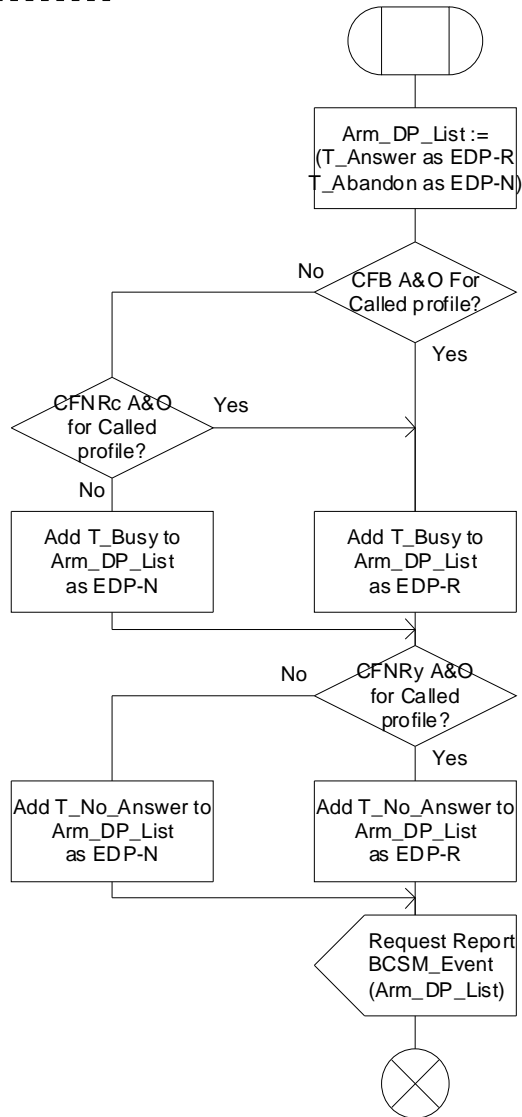 Arm_DP_List :=
(T_Answer as EDP-R
T_Abandon as EDP-N)
No
CFB A&O For
Called profile?
Yes
CFNRc A&O
for Called
profile?
Yes
No
Add T_Busy to
Arm_DP_List
as EDP-N
Add T_Busy to
Arm_DP_List
as EDP-R
No
CFNRy A&O
for Called
profile?
Yes
Add T_No_Answer to
Arm_DP_List
as EDP-N
Add T_No_Answer to
Arm_DP_List
as EDP-R
Request Report
BCSM_Event
(Arm_DP_List)